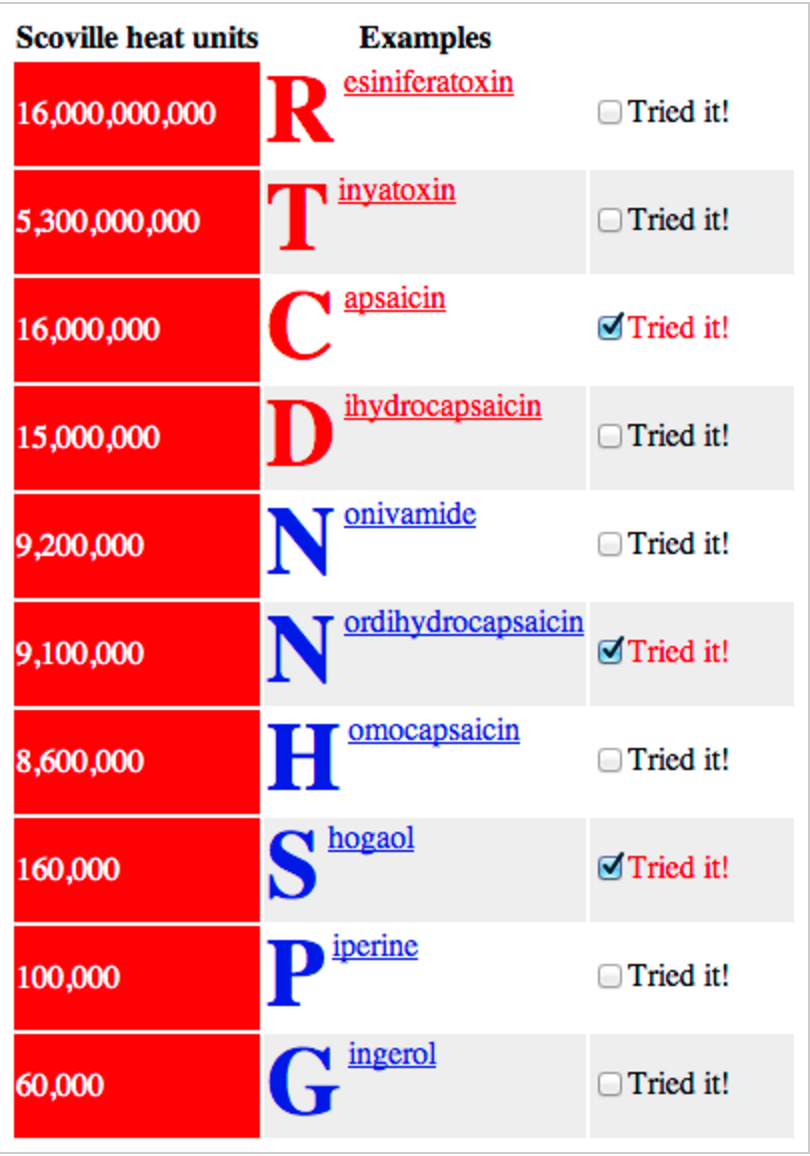 Scoville heat units Examples
16,000,000,000 Resiniferatoxin Tried it!
5,300,000,000 Tinyatoxin Tried it!
16,000,000 Capsaicin Tried it!
15,000,000 Dihydrocapsaicin Tried it!
9,200,000 Nonivamide Tried it!
9,100,000 Nordihydrocapsaicin Tried it!
8,600,000 Homocapsaicin Tried it!
160,000 Shogaol Tried it!
100,000 Piperine Tried it!
60,000 Gingerol Tried it!